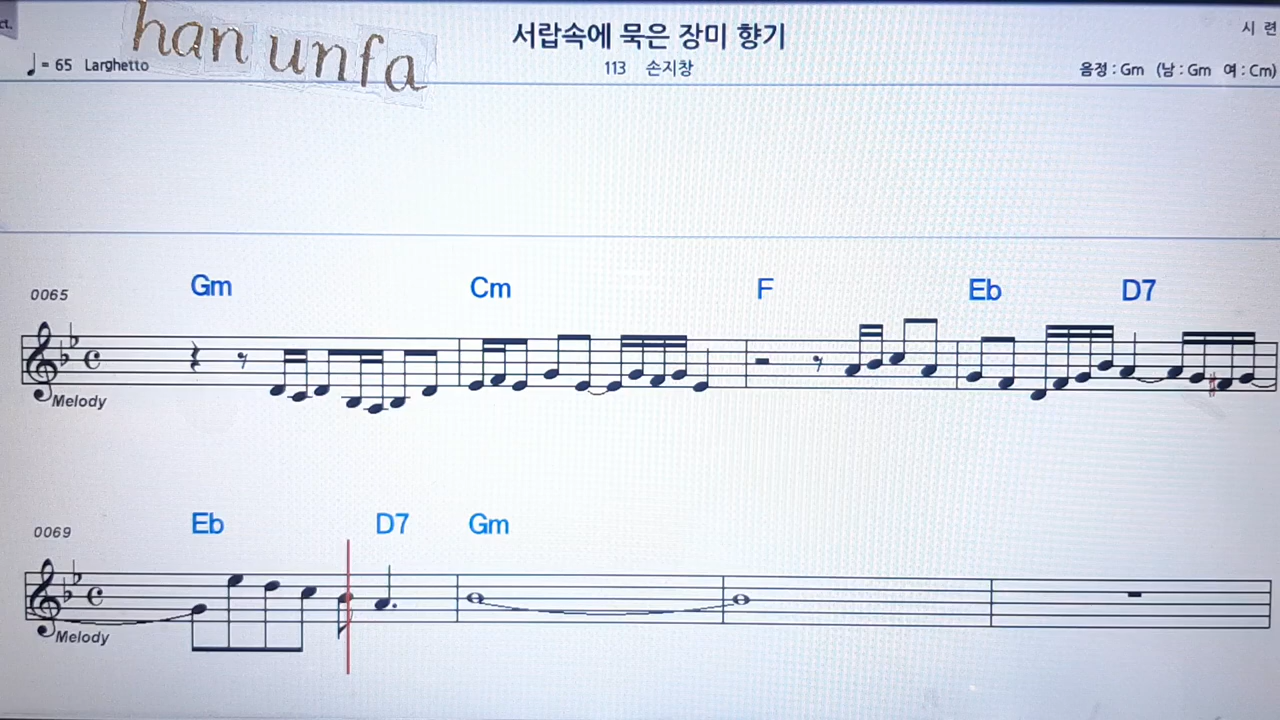 ct.
han unfa
서랍속에 묵은 장미 향기
시 련
♩= 65 Larghetto
113 손지창
음정 : Gm (남 : Gm 여 : Cm)
Gm Cm F Eb D7
0065
Melody
Eb D7 Gm
0069
Melody